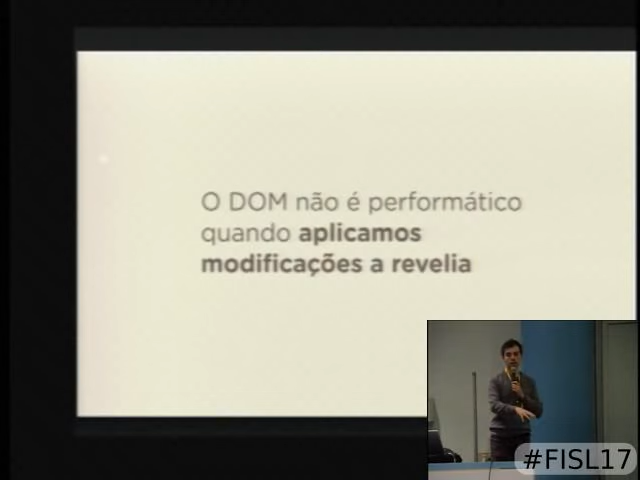 O DOM não é performático
quando aplicamos
modificações a revelia
#FISL17